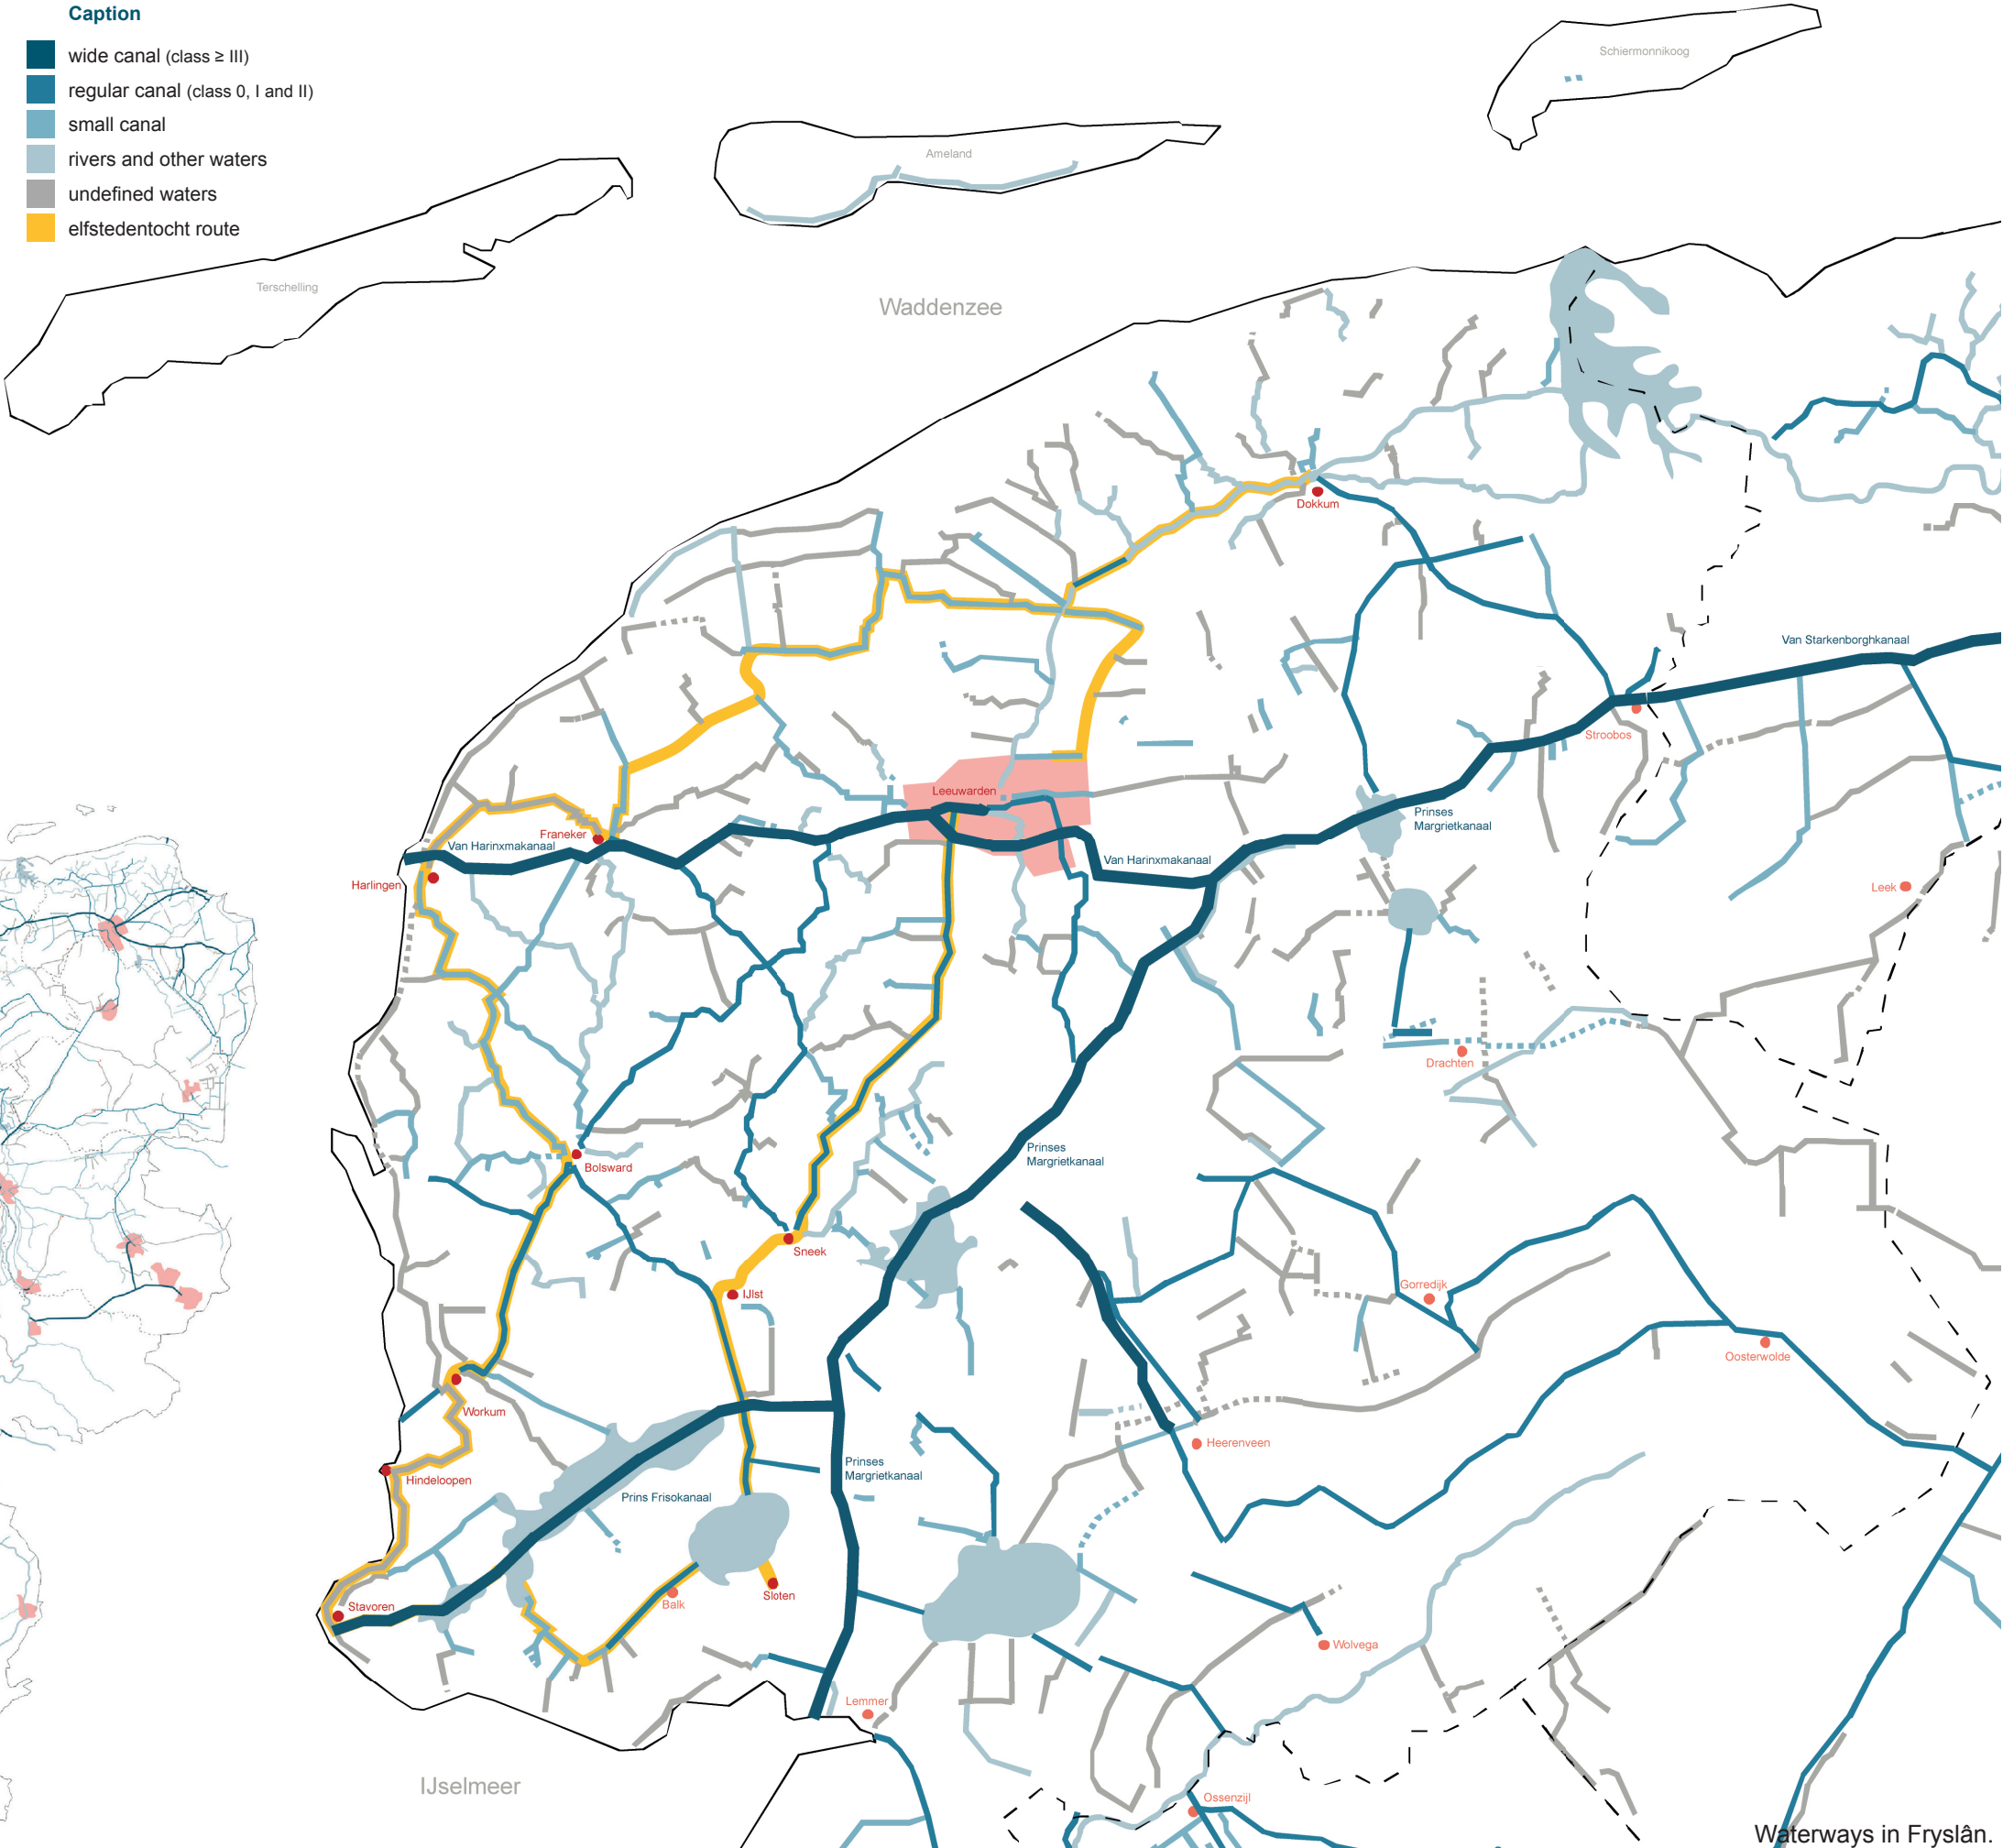 Caption
wide canal (class ≥ III)
regular canal (class 0, I and II)
small canal
rivers and other waters
undefined waters
elfstedentocht route
Schiermonnikoog
Ameland
Terschelling
Waddenzee
Dokkum
Van Starkenborghkanaal
Stroobos
Leeuwarden
Prinses
Margrietkanaal
Franeker
Van Harinxmakanaal
Van Harinxmakanaal
Harlingen
Leek
Drachten
Prinses
Margrietkanaal
Bolsward
Sneek
IJlst
Gorredijk
Oosterwolde
Workum
Heerenveen
Prinses
Margrietkanaal
Hindeloopen
Prins Frisokanaal
Sloten
Balk
Stavoren
Wolvega
Lemmer
IJselmeer
Ossenzijl
Waterways in Fryslân.